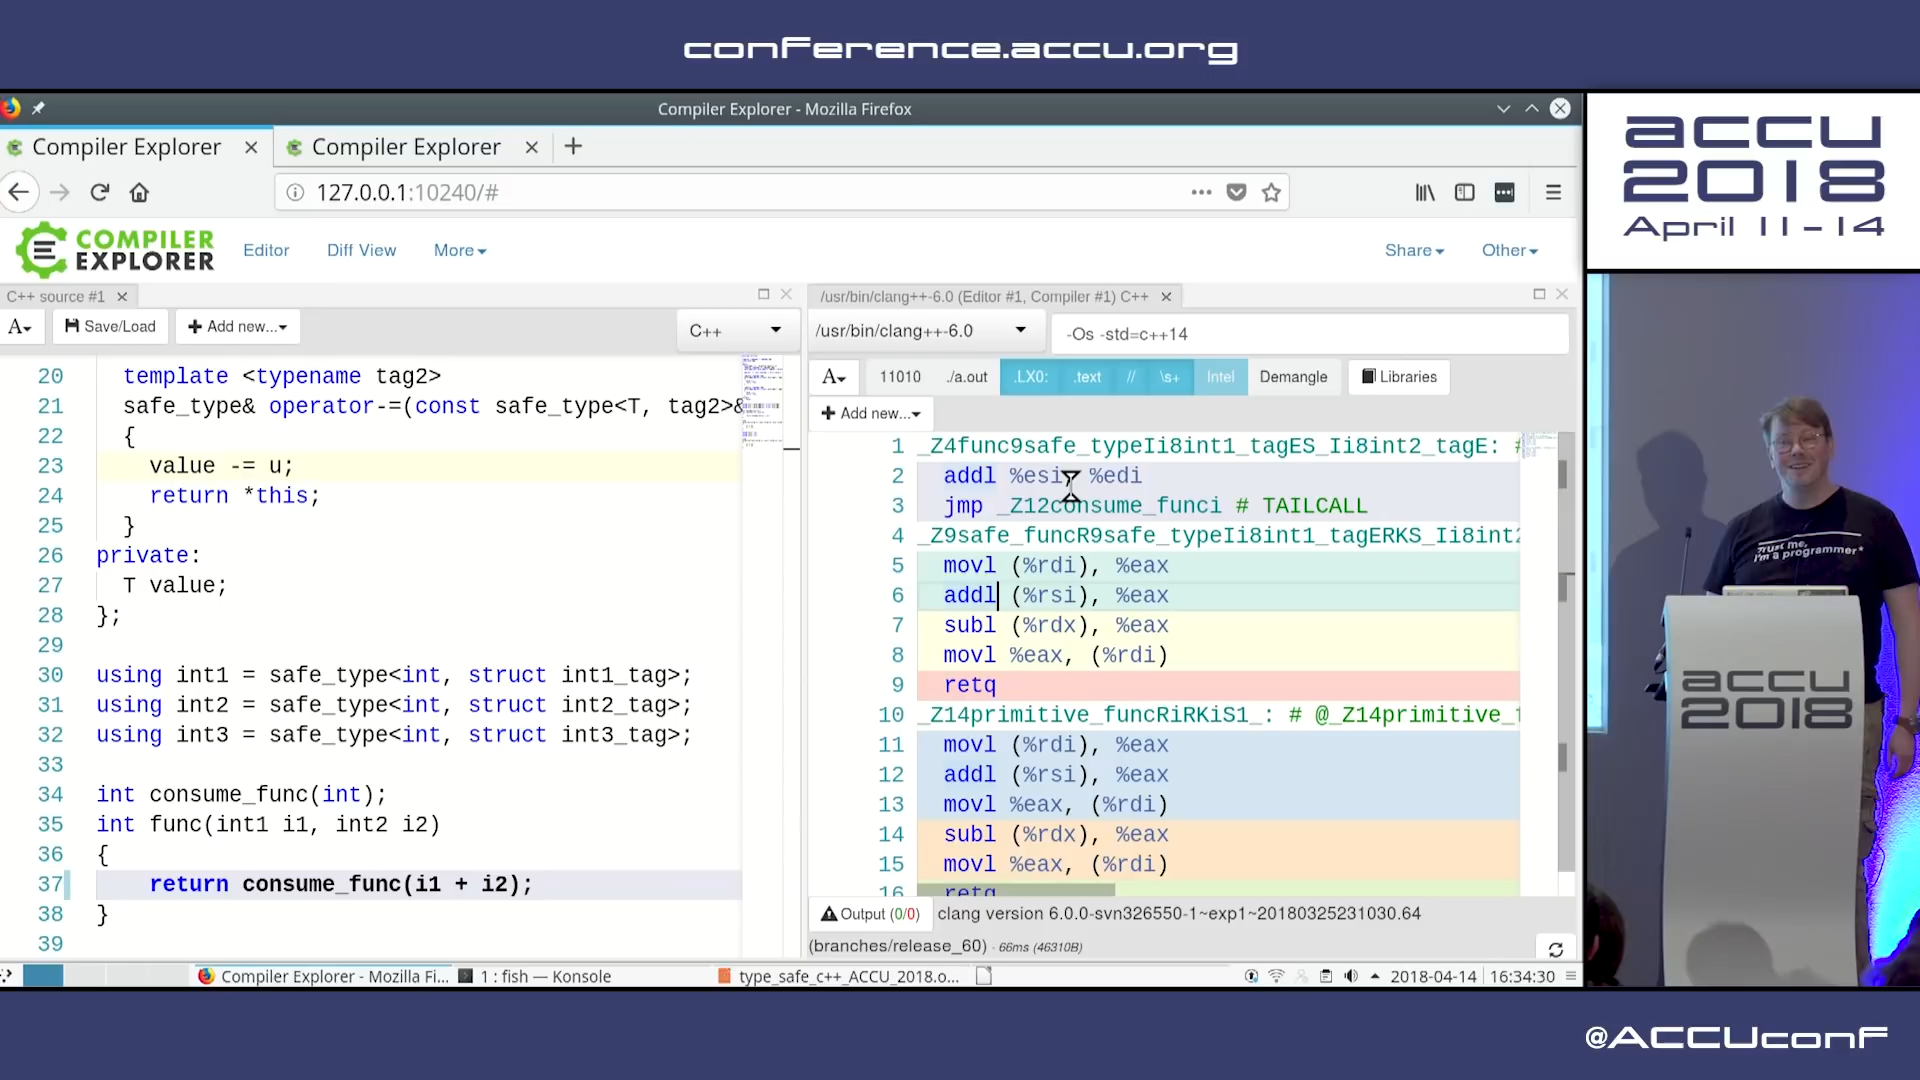 conference.accu.org
Compiler Explorer - Mozilla Firefox
Compiler Explorer
Compiler Explorer
127.0.0.1:10240/#
COMPILER
EXPLORER
Editor
Diff View
More
Share
Other
C++ source #1
A
Save/Load
Add new...
C++
20 template <typename tag2>
21 safe_type& operator-=(const safe_type<T, tag2>&
22 {
23 value -= u;
24 return *this;
25 }
26 private:
27 T value;
28 };
29
30 using int1 = safe_type<int, struct int1_tag>;
31 using int2 = safe_type<int, struct int2_tag>;
32 using int3 = safe_type<int, struct int3_tag>;
33
34 int consume_func(int);
35 int func(int1 i1, int2 i2)
36 {
37 return consume_func(i1 + i2);
38 }
39
/usr/bin/clang++-6.0 (Editor #1, Compiler #1) C++
/usr/bin/clang++-6.0
-Os -std=c++14
A
11010
./a.out
.LX0:
.text
//
\s+
Intel
Demangle
Libraries
Add new...
1 _Z4func9safe_typeIi8int1_tagES_Ii8int2_tagE: #
2 addl %esi, %edi
3 jmp _Z12consume_funci # TAILCALL
4 _Z9safe_funcR9safe_typeIi8int1_tagERKS_Ii8int2
5 movl (%rdi), %eax
6 addl (%rsi), %eax
7 subl (%rdx), %eax
8 movl %eax, (%rdi)
9 retq
10 _Z14primitive_funcRiRKiS1_: # @_Z14primitive_f
11 movl (%rdi), %eax
12 addl (%rsi), %eax
13 movl %eax, (%rdi)
14 subl (%rdx), %eax
15 movl %eax, (%rdi)
16 retq
Output (0/0)
clang version 6.0.0-svn326550-1~exp1~20180325231030.64
(branches/release_60) - 66ms (46310B)
Compiler Explorer - Mozilla Fi...
1 : fish — Konsole
type_safe_c++_ACCU_2018.o...
2018-04-14
16:34:30
accu
2018
April 11-14
Trust me,
I'm a programmer*
accu
2018
@ACCUconf